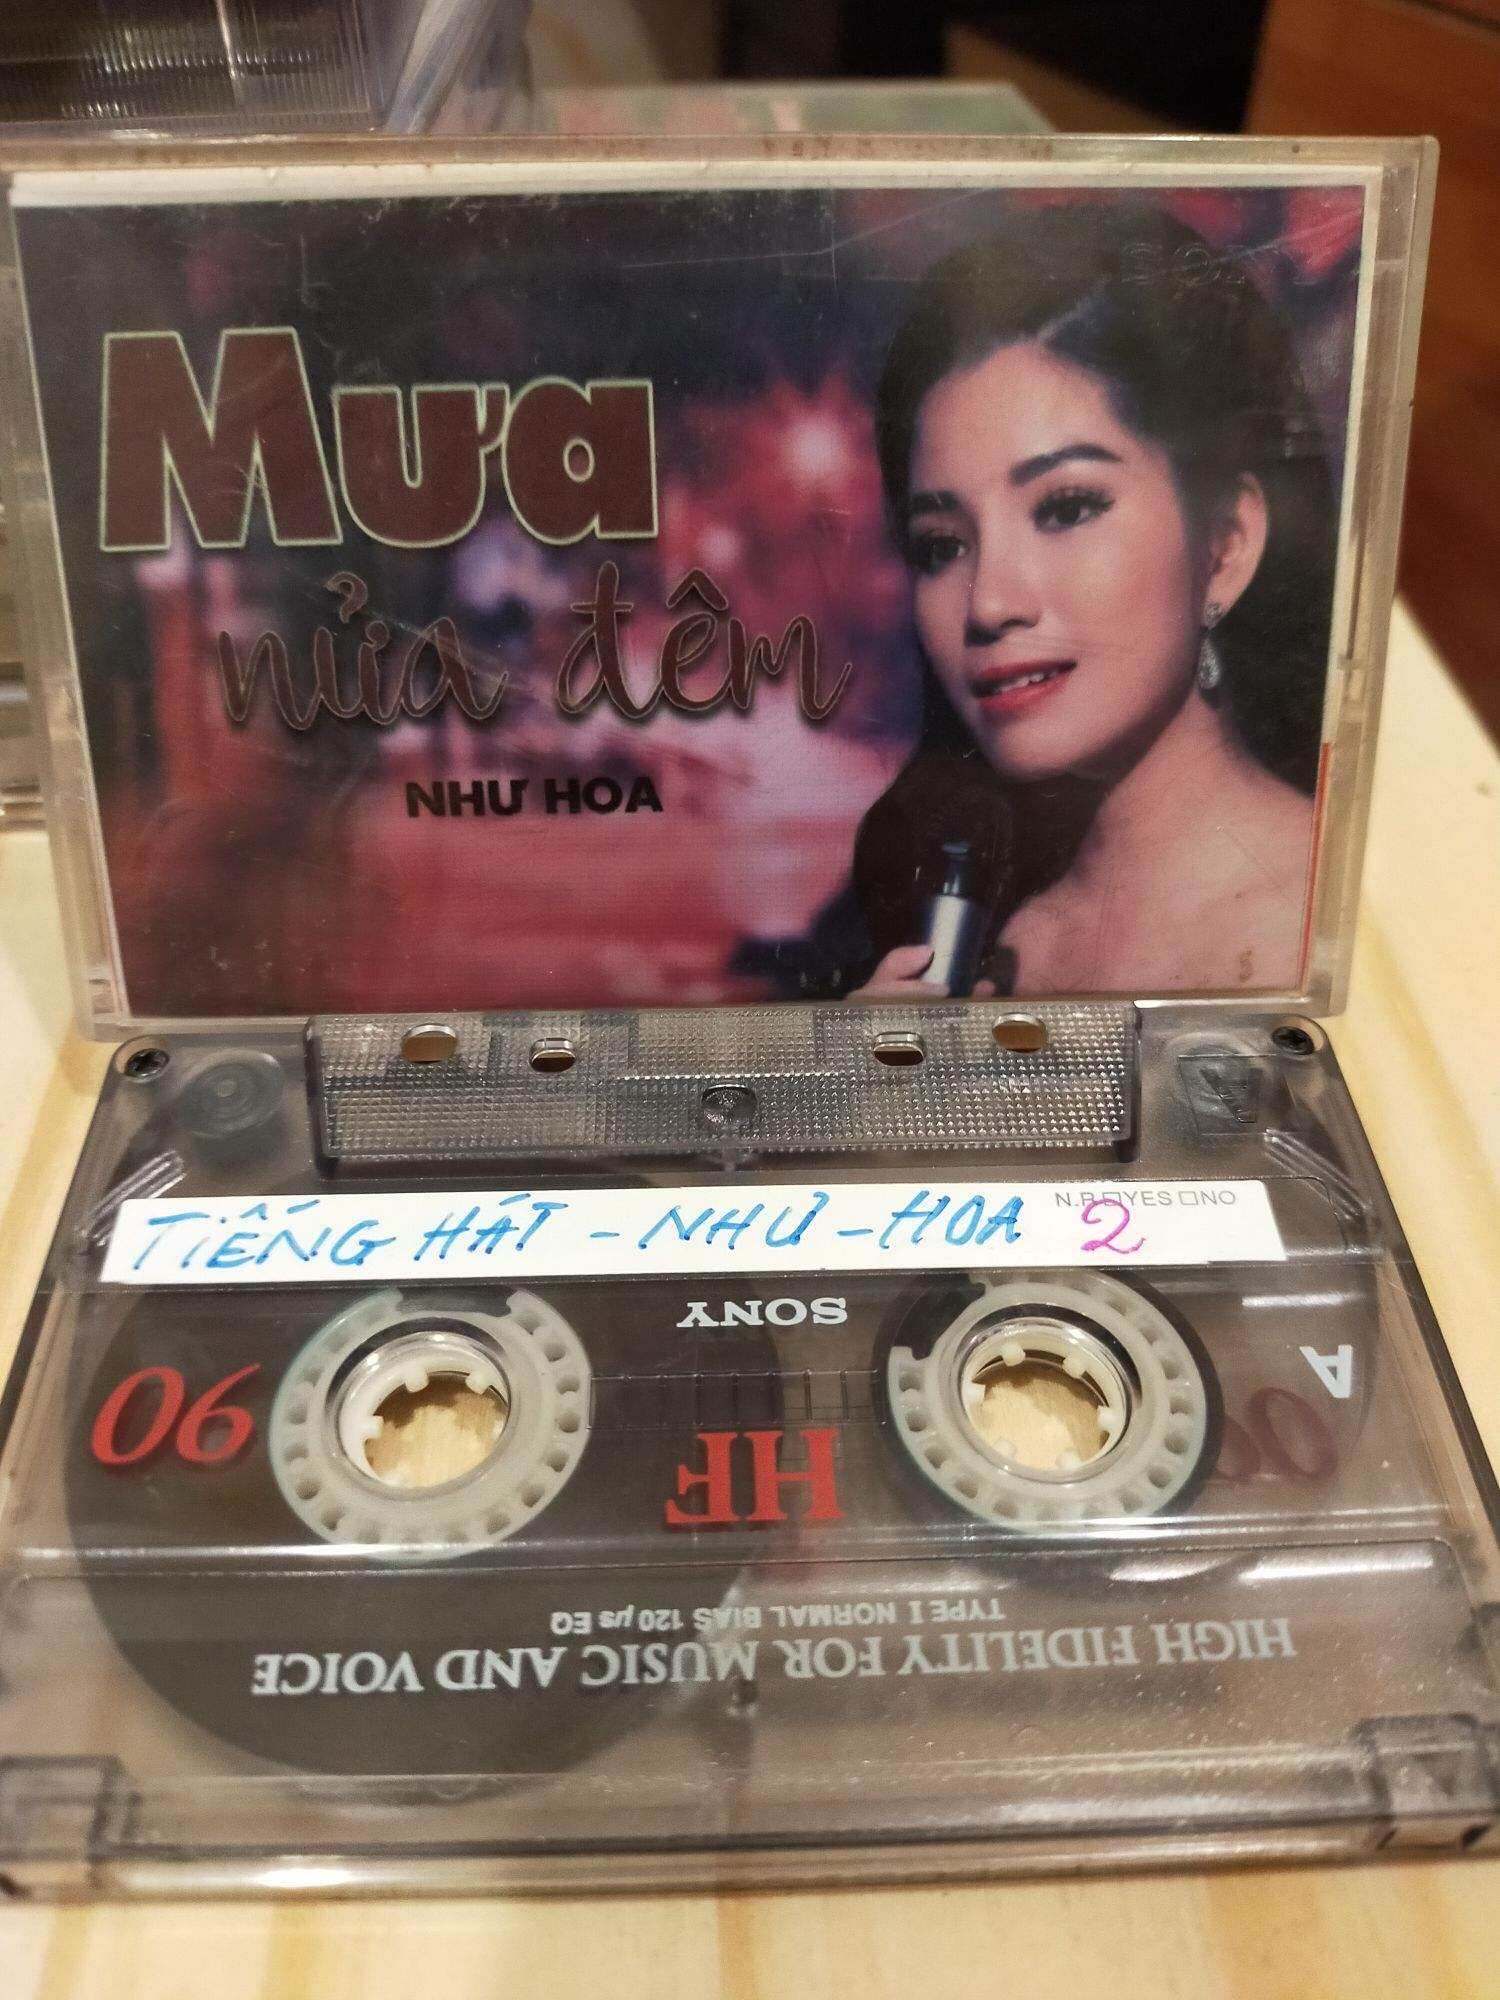 Mưa
nửa đêm
NHƯ HOA
N.R □YES □NO
TIẾNG HÁT - NHƯ - HOA 2
SONY
A
90
HF
TYPE I NORMAL BIAS 120 µs EQ
HIGH FIDELITY FOR MUSIC AND VOICE